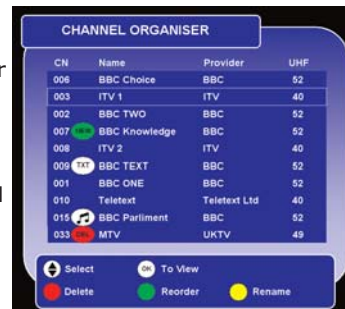 CHANNEL ORGANISER
CN Name Provider UHF
006 BBC Choice BBC 52
003 ITV 1 ITV 40
002 BBC TWO BBC 52
007 NEW BBC Knowledge BBC 52
008 ITV 2 ITV 40
009 TXT BBC TEXT BBC 52
001 BBC ONE BBC 52
010 Teletext Teletext Ltd 40
015 BBC Parliment BBC 52
033 DEL MTV UKTV 49
Select OK To View
Delete Reorder Rename